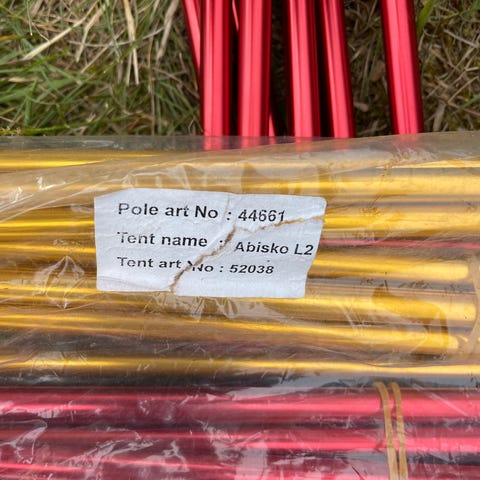 Pole art No : 44661
Tent name : Abisko L2
Tent art No : 52038